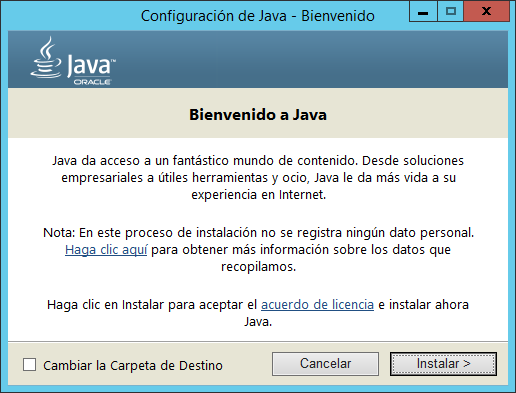 Configuración de Java - Bienvenido
Java™
ORACLE
Bienvenido a Java
Java da acceso a un fantástico mundo de contenido. Desde soluciones
empresariales a útiles herramientas y ocio, Java le da más vida a su
experiencia en Internet.
Nota: En este proceso de instalación no se registra ningún dato personal.
Haga clic aquí para obtener más información sobre los datos que
recopilamos.
Haga clic en Instalar para aceptar el acuerdo de licencia e instalar ahora
Java.
Cambiar la Carpeta de Destino
Cancelar
Instalar >